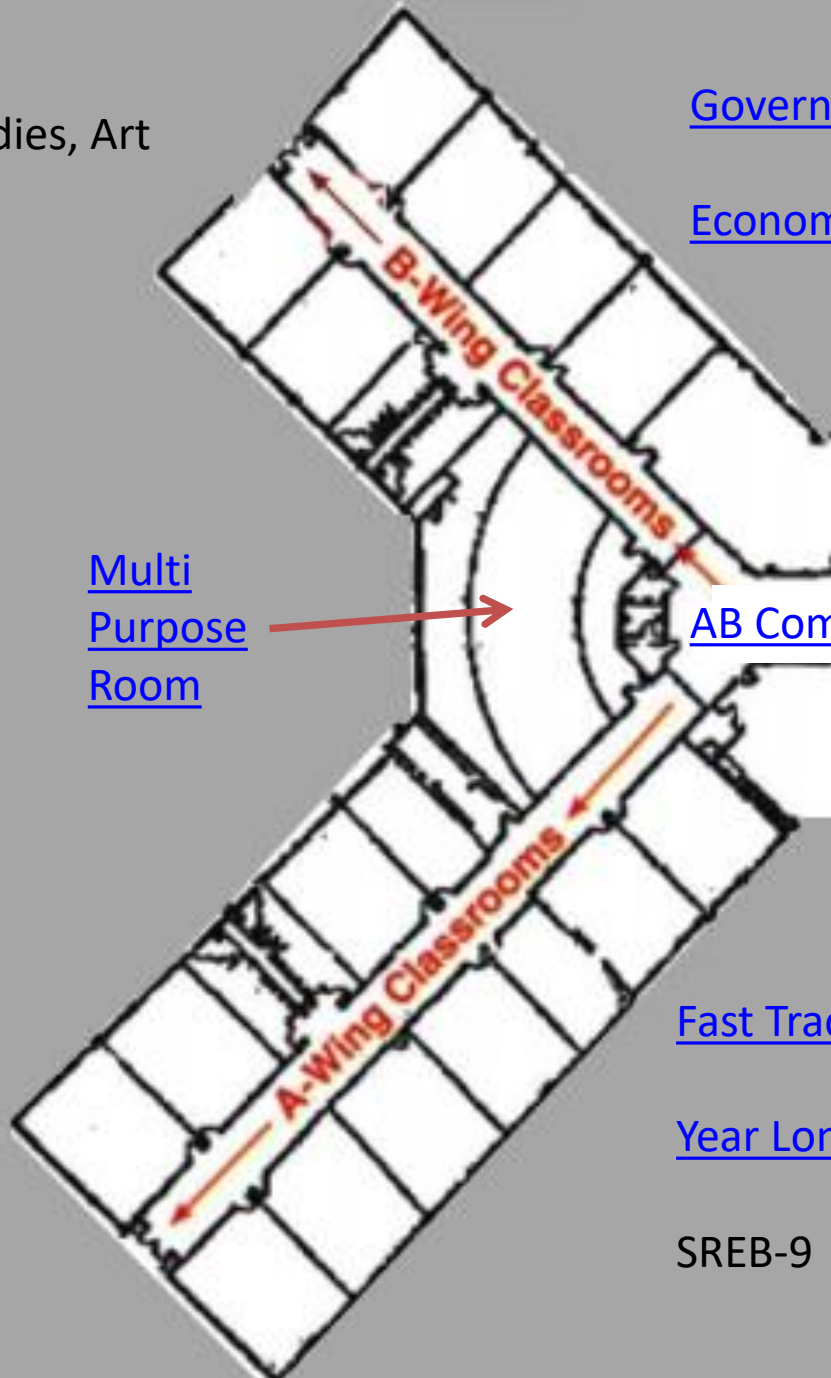 dies, Art
Govern
Econom
B-Wing Classrooms
Multi
Purpose
Room
AB Com
A-Wing Classrooms
Fast Trac
Year Lon
SREB-9